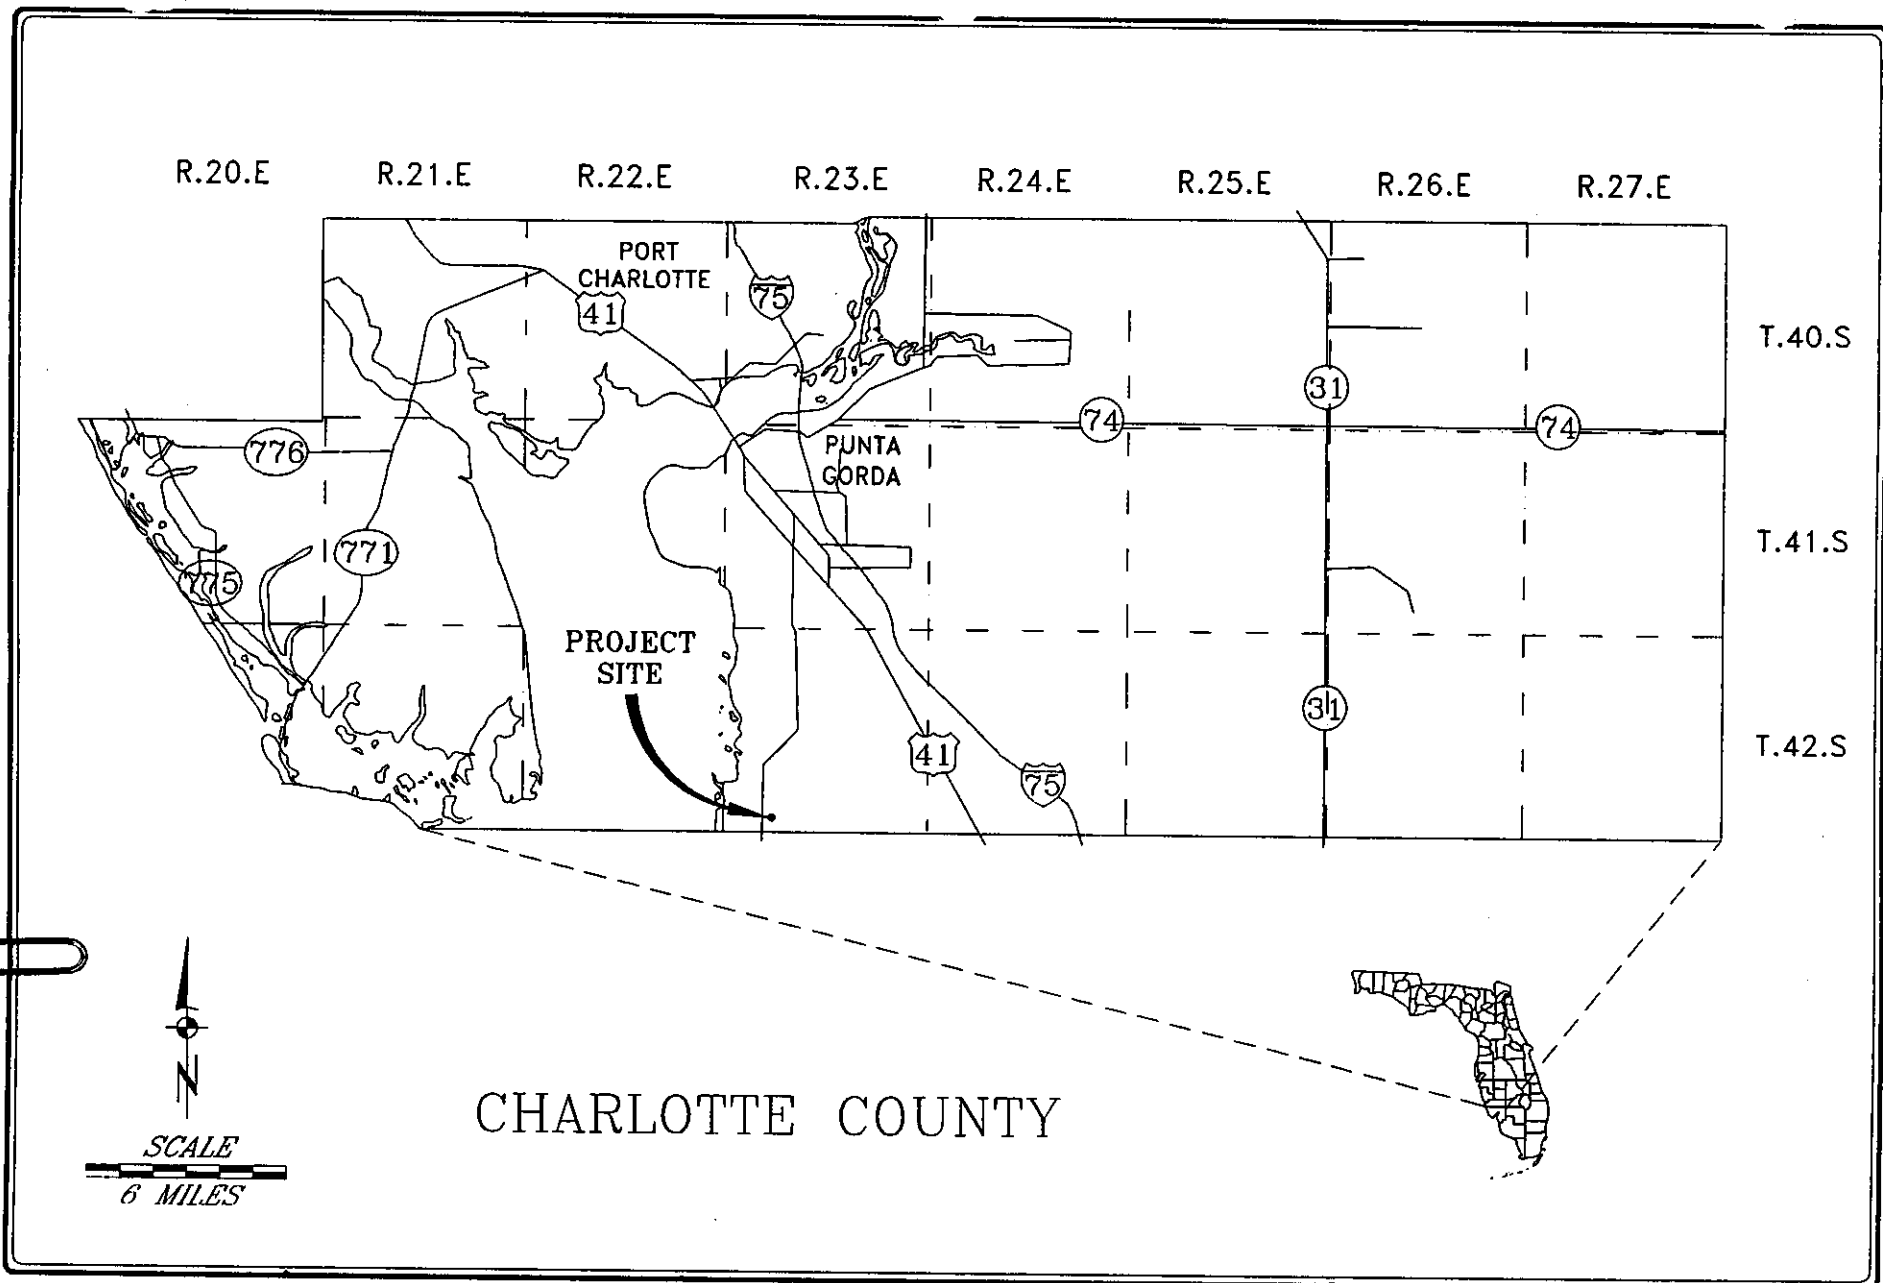 R.20.E R.21.E R.22.E R.23.E R.24.E R.25.E R.26.E R.27.E
PORT
CHARLOTTE
75
41
T.40.S
31
74
74
776
PUNTA
GORDA
T.41.S
771
775
PROJECT
SITE
31
41
T.42.S
75
N
CHARLOTTE COUNTY
SCALE
6 MILES